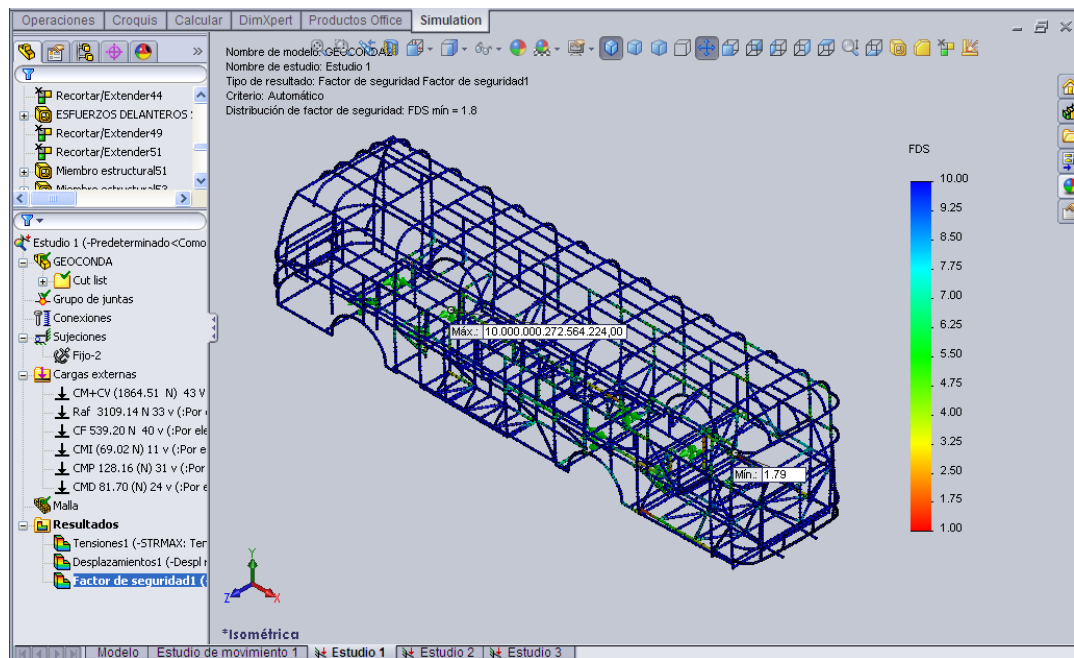 Operaciones
Croquis
Calcular
DimXpert
Productos Office
Simulation
Nombre de modelo: GEOCONDA2
Nombre de estudio: Estudio 1
Tipo de resultado: Factor de seguridad Factor de seguridad1
Criterio: Automático
Distribución de factor de seguridad: FDS mín = 1.8
Recortar/Extender44
ESFUERZOS DELANTEROS
Recortar/Extender49
Recortar/Extender51
Miembro estructural51
Miembro estructural53
Estudio 1 (-Predeterminado<Como
GEOCONDA
Cut list
Grupo de juntas
Conexiones
Sujeciones
Fijo-2
Cargas externas
CM+CV (1864.51 N) 43 V
Raf 3109.14 N 33 v (:Por
CF 539.20 N 40 v (:Por ele
CMI (69.02 N) 11 v (:Por e
CMP 128.16 (N) 31 v (:Por
CMD 81.70 (N) 24 v (:Por e
Malla
Resultados
Tensiones1 (-STRMAX: Ter
Desplazamientos1 (-Despl
Factor de seguridad1 (-
FDS
10.00
9.25
8.50
7.75
7.00
6.25
5.50
4.75
4.00
3.25
2.50
1.75
1.00
Máx.: 10.000.000.272.564.224,00
Mín.: 1.79
Y
Z
X
*Isométrica
Modelo
Estudio de movimiento 1
Estudio 1
Estudio 2
Estudio 3